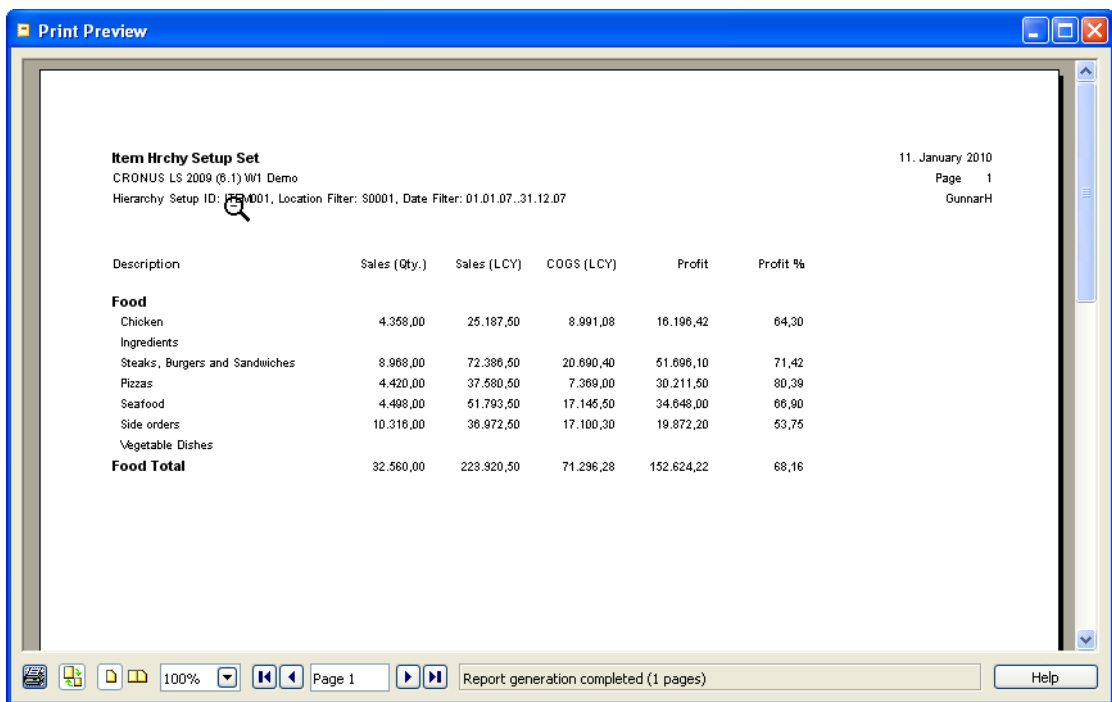 Print Preview
Item Hrchy Setup Set 11. January 2010
CRONUS LS 2009 (6.1) W1 Demo Page 1
Hierarchy Setup ID: ITEM001, Location Filter: S0001, Date Filter: 01.01.07..31.12.07 GunnarH
Description Sales (Qty.) Sales (LCY) COGS (LCY) Profit Profit %
Food
Chicken 4.358,00 25.187,50 8.991,08 16.196,42 64,30
Ingredients
Steaks, Burgers and Sandwiches 8.968,00 72.386,50 20.690,40 51.696,10 71,42
Pizzas 4.420,00 37.580,50 7.369,00 30.211,50 80,39
Seafood 4.498,00 51.793,50 17.145,50 34.648,00 66,90
Side orders 10.316,00 36.972,50 17.100,30 19.872,20 53,75
Vegetable Dishes
Food Total 32.560,00 223.920,50 71.296,28 152.624,22 68,16
100% Page 1 Report generation completed (1 pages) Help